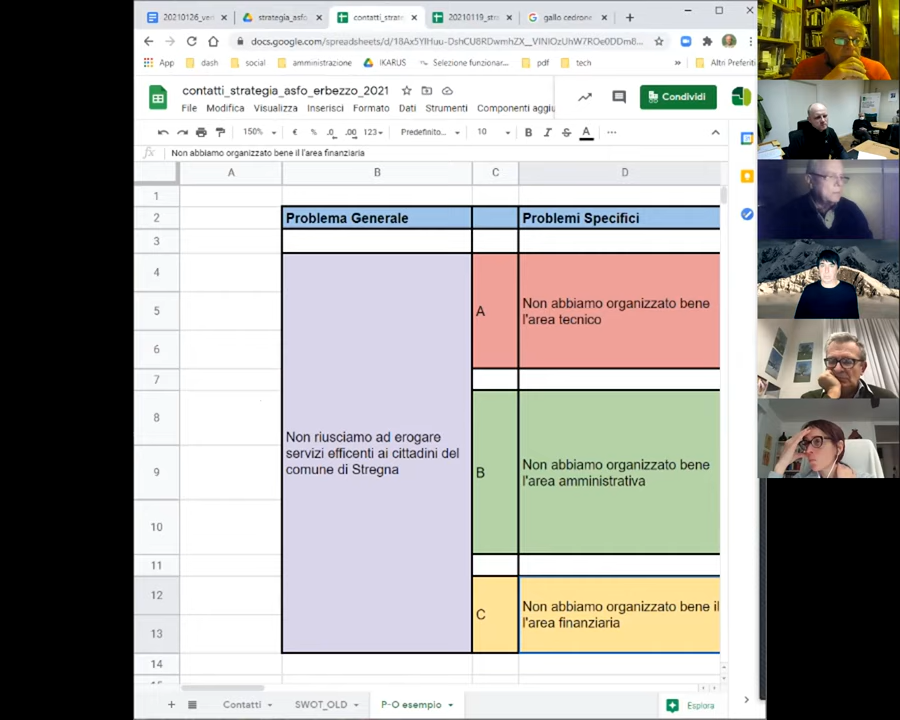 20210126_ver
strategia_asfo
contatti_strate
20210119_str
gallo cedrone
docs.google.com/spreadsheets/d/18Ax5YlHuu-DshCU8RDwmhZX__VlNlOzUhW7ROe0DDm8...
App
dash
social
amministrazione
IKARUS
Selezione funzionar...
pdf
tech
»
Altri Preferiti
contatti_strategia_asfo_erbezzo_2021
File Modifica Visualizza Inserisci Formato Dati Strumenti Componenti aggiu
Condividi
150% € % .0 .00 123 Predefinito... 10 B I S A ...
fx Non abbiamo organizzato bene il l'area finanziaria
A B C D
1
2 Problema Generale Problemi Specifici
3
4
5
6
7
8
9
10
11
12
13
14
A
Non abbiamo organizzato bene
l'area tecnico
Non riusciamo ad erogare
servizi efficenti ai cittadini del
comune di Stregna
B
Non abbiamo organizzato bene
l'area amministrativa
C
Non abbiamo organizzato bene il
l'area finanziaria
Contatti SWOT_OLD P-O esempio
Esplora